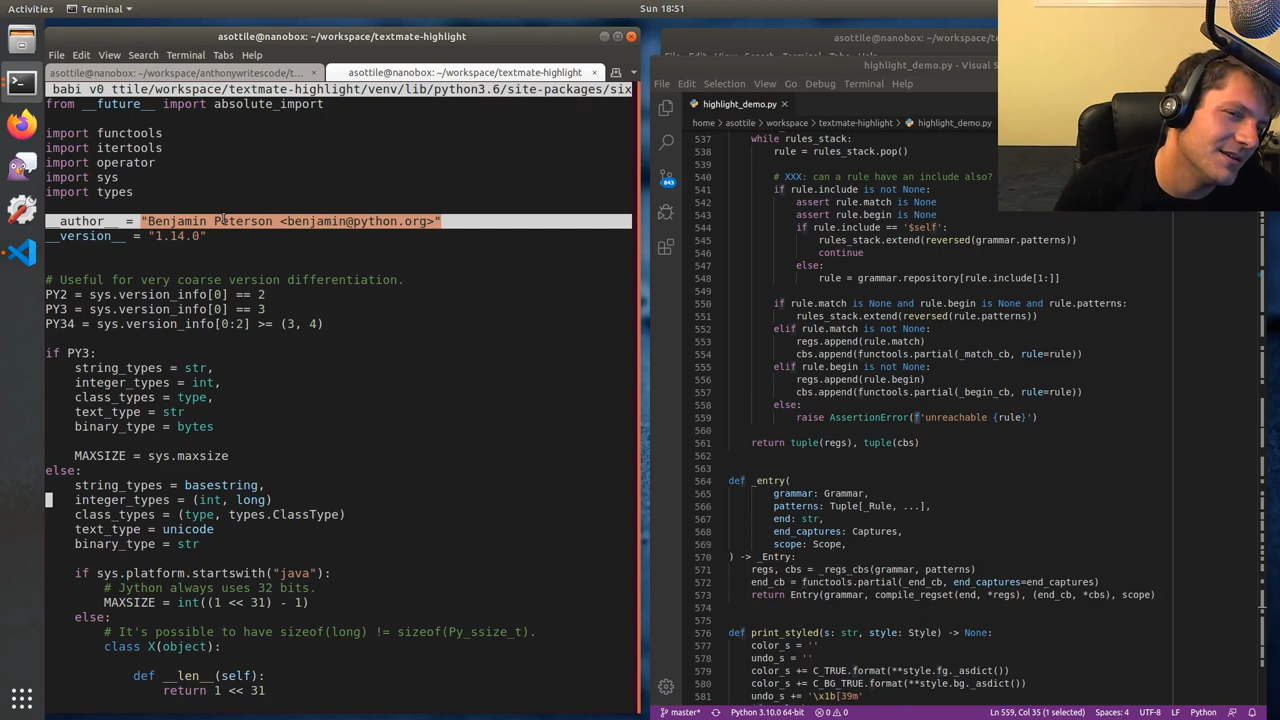 Activities
Terminal
Sun 18:51
asottile@nanobox: ~/workspace/textmate-highlight
File Edit View Search Terminal Tabs Help
asottile@nanobox: ~/workspace/anthonywritescode/t...
asottile@nanobox: ~/workspace/textmate-highlight
babi v0 ttile/workspace/textmate-highlight/venv/lib/python3.6/site-packages/six
from __future__ import absolute_import
import functools
import itertools
import operator
import sys
import types
__author__ = "Benjamin Peterson <benjamin@python.org>"
__version__ = "1.14.0"
# Useful for very coarse version differentiation.
PY2 = sys.version_info[0] == 2
PY3 = sys.version_info[0] == 3
PY34 = sys.version_info[0:2] >= (3, 4)
if PY3:
    string_types = str,
    integer_types = int,
    class_types = type,
    text_type = str
    binary_type = bytes
    MAXSIZE = sys.maxsize
else:
    string_types = basestring,
    integer_types = (int, long)
    class_types = (type, types.ClassType)
    text_type = unicode
    binary_type = str
    if sys.platform.startswith("java"):
        # Jython always uses 32 bits.
        MAXSIZE = int((1 << 31) - 1)
    else:
        # It's possible to have sizeof(long) != sizeof(Py_ssize_t).
        class X(object):
            def __len__(self):
                return 1 << 31
asottile@nanobox: ~/workspace/textmate-highlight
highlight_demo.py - Visual S
File Edit Selection View Go Debug Terminal Help
highlight_demo.py
home > asottile > workspace > textmate-highlight > highlight_demo.py
843
537 while rules_stack:
538 rule = rules_stack.pop()
539
540 # XXX: can a rule have an include also?
541 if rule.include is not None:
542 assert rule.match is None
543 assert rule.begin is None
544 if rule.include == '$self':
545 rules_stack.extend(reversed(grammar.patterns))
546 continue
547 else:
548 rule = grammar.repository[rule.include[1:]]
549
550 if rule.match is None and rule.begin is None and rule.patterns:
551 rules_stack.extend(reversed(rule.patterns))
552 elif rule.match is not None:
553 regs.append(rule.match)
554 cbs.append(functools.partial(_match_cb, rule=rule))
555 elif rule.begin is not None:
556 regs.append(rule.begin)
557 cbs.append(functools.partial(_begin_cb, rule=rule))
558 else:
559 raise AssertionError(f'unreachable {rule}')
560
561 return tuple(regs), tuple(cbs)
562
563
564 def _entry(
565 grammar: Grammar,
566 patterns: Tuple[_Rule, ...],
567 end: str,
568 end_captures: Captures,
569 scope: Scope,
570 ) -> _Entry:
571 regs, cbs = _regs_cbs(grammar, patterns)
572 end_cb = functools.partial(_end_cb, end_captures=end_captures)
573 return Entry(grammar, compile_regset(end, *regs), (end_cb, *cbs), scope)
574
575
576 def print_styled(s: str, style: Style) -> None:
577 color_s = ''
578 undo_s = ''
579 color_s += C_TRUE.format(**style.fg._asdict())
580 color_s += C_BG_TRUE.format(**style.bg._asdict())
581 undo_s += '\x1b[39m'
master* Python 3.10.0 64-bit 0 0 Ln 559, Col 35 (1 selected) Spaces: 4 UTF-8 LF Python